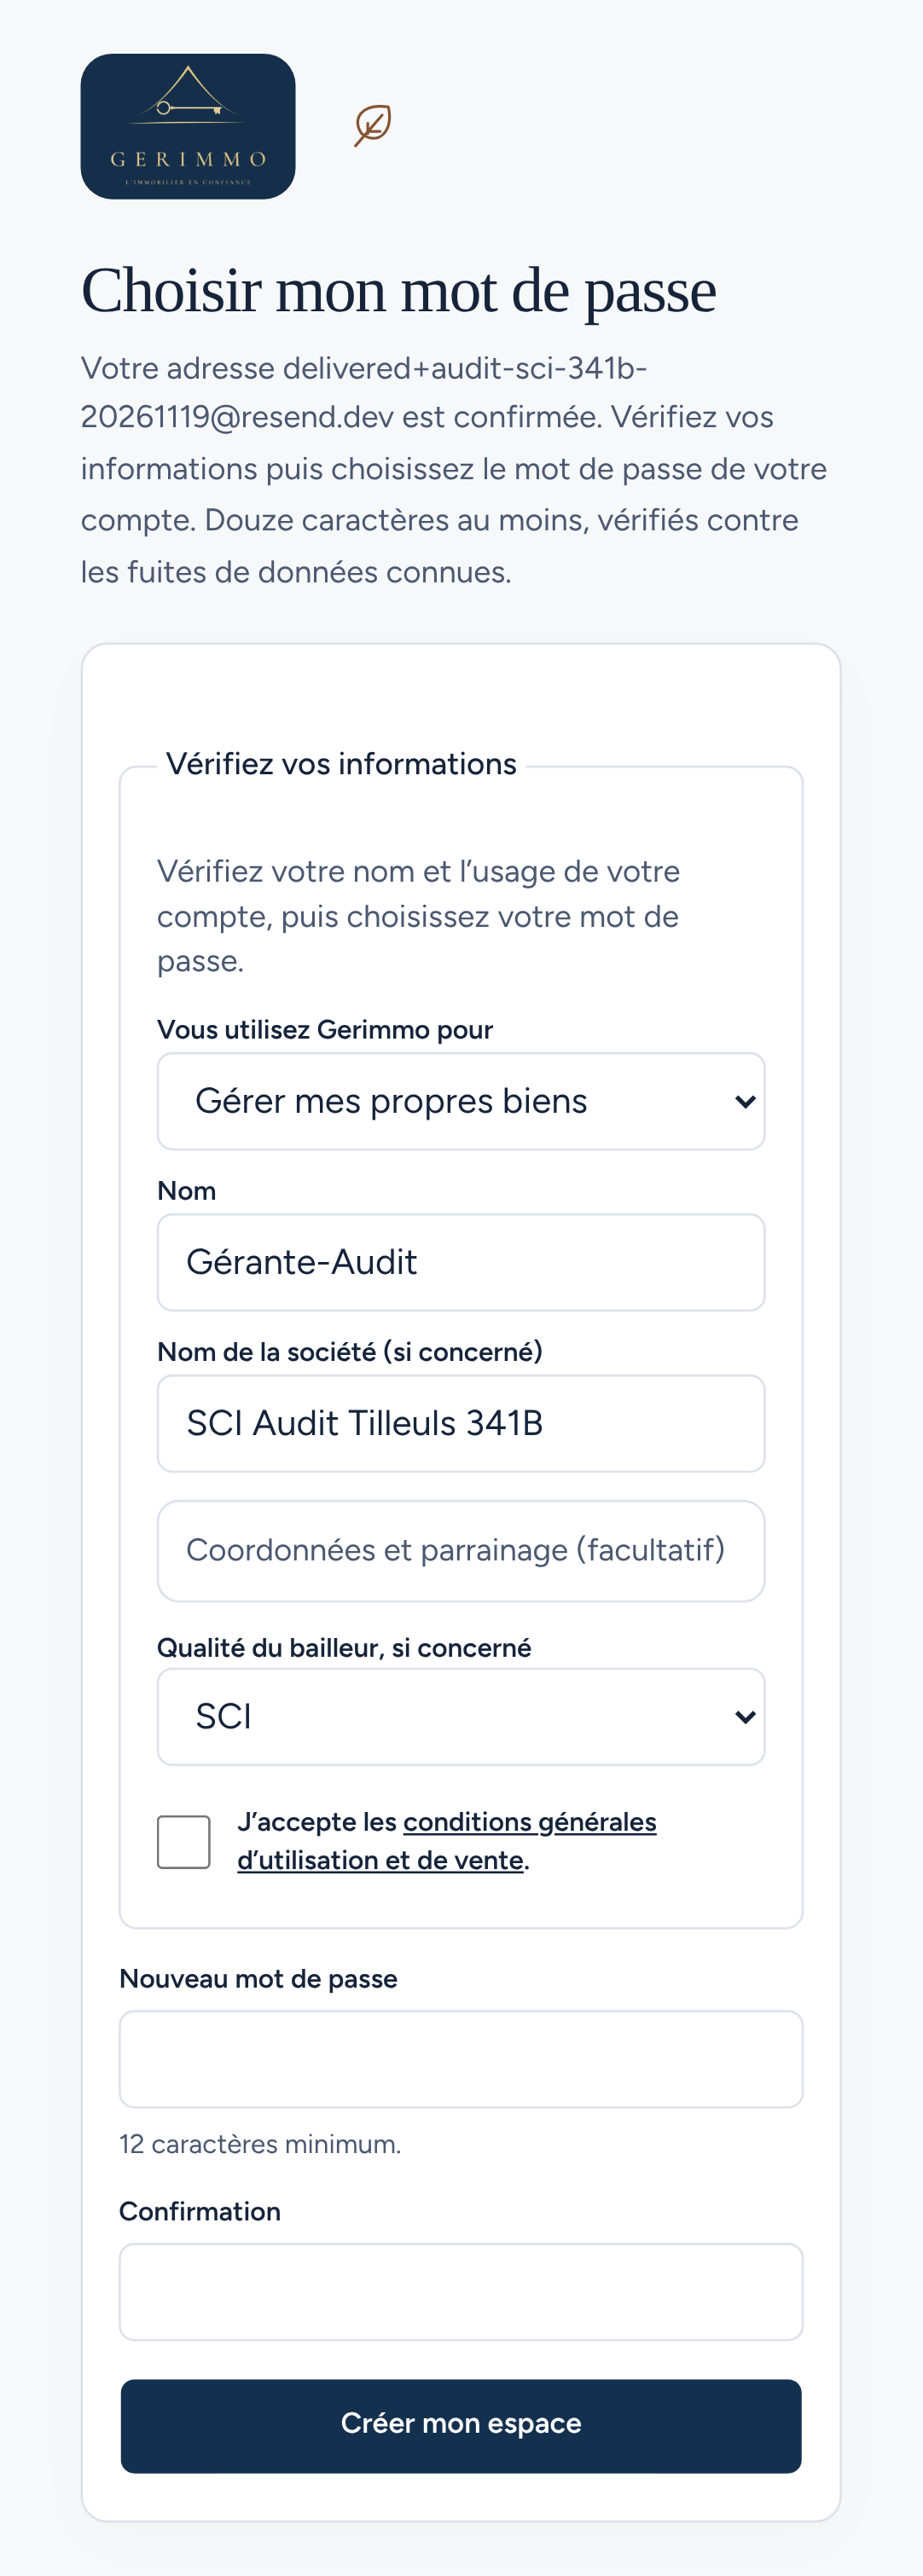 GERIMMO
L'IMMOBILIER EN CONFIANCE
Choisir mon mot de passe
Votre adresse delivered+audit-sci-341b-
20261119@resend.dev est confirmée. Vérifiez vos
informations puis choisissez le mot de passe de votre
compte. Douze caractères au moins, vérifiés contre
les fuites de données connues.
Vérifiez vos informations
Vérifiez votre nom et l’usage de votre
compte, puis choisissez votre mot de
passe.
Vous utilisez Gerimmo pour
Gérer mes propres biens
Nom
Gérante-Audit
Nom de la société (si concerné)
SCI Audit Tilleuls 341B
Coordonnées et parrainage (facultatif)
Qualité du bailleur, si concerné
SCI
J’accepte les conditions générales
d’utilisation et de vente.
Nouveau mot de passe
12 caractères minimum.
Confirmation
Créer mon espace